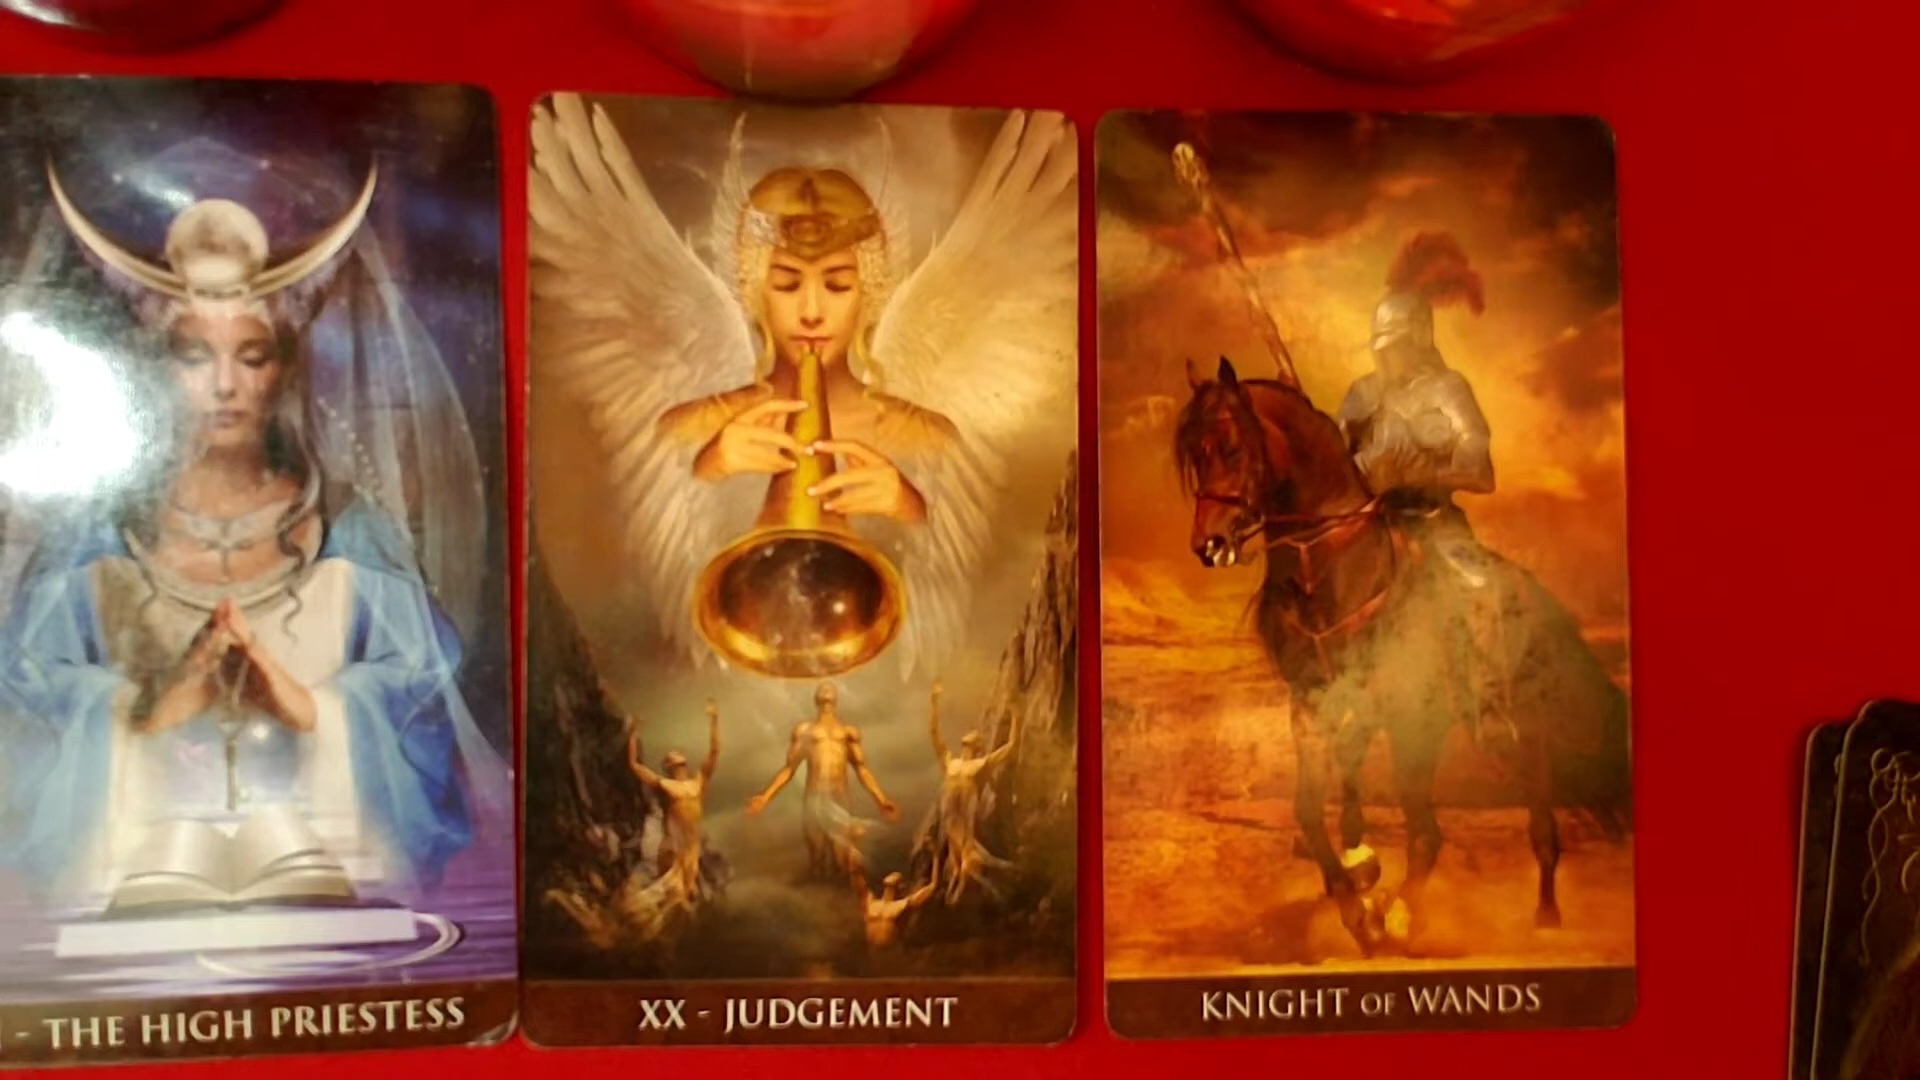 - THE HIGH PRIESTESS
XX - JUDGEMENT
KNIGHT OF WANDS